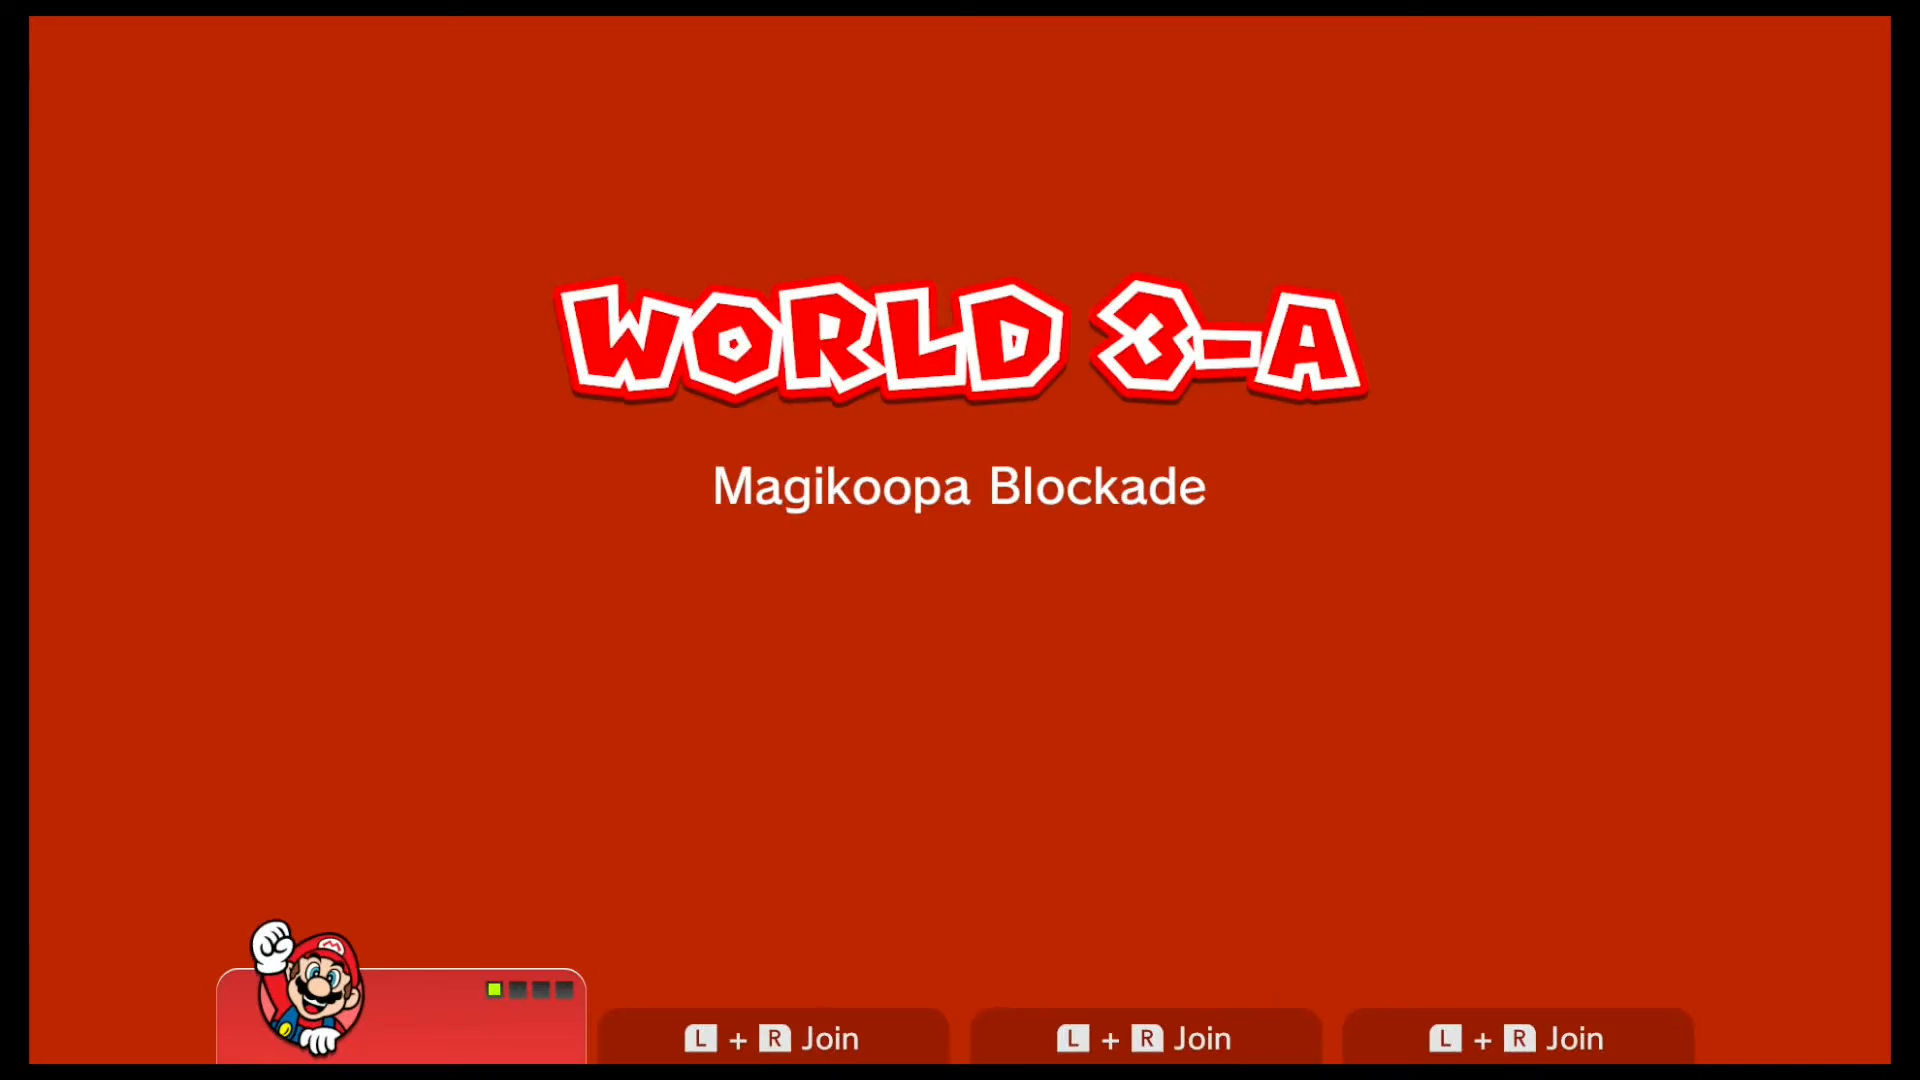 WORLD 3-A
Magikoopa Blockade
L + R Join L + R Join L + R Join